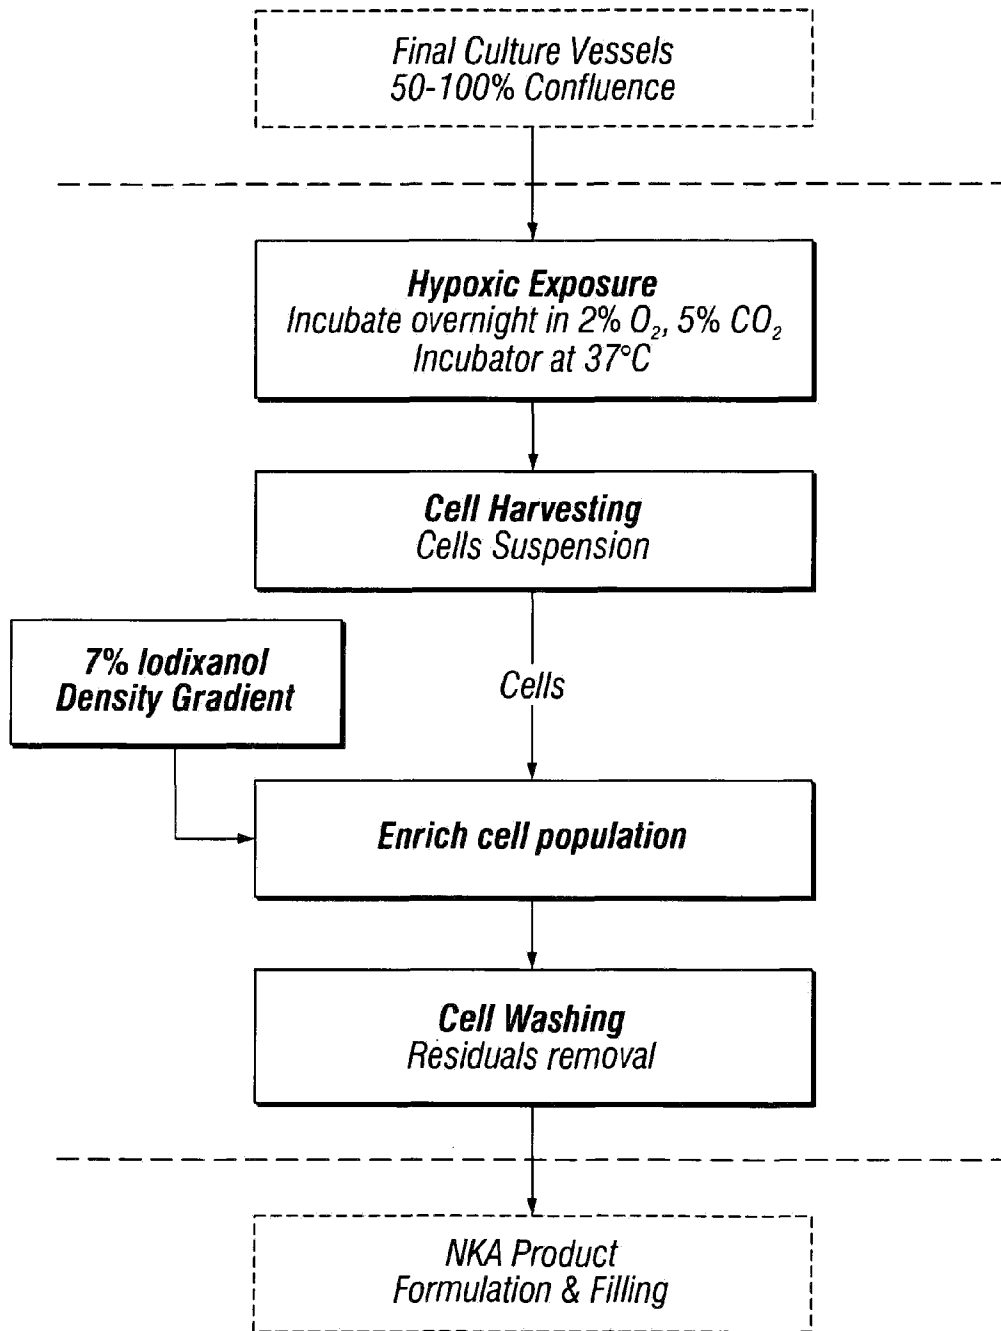 Final Culture Vessels
50-100% Confluence
Hypoxic Exposure
Incubate overnight in 2% O₂, 5% CO₂
Incubator at 37°C
Cell Harvesting
Cells Suspension
7% Iodixanol
Density Gradient
Cells
Enrich cell population
Cell Washing
Residuals removal
NKA Product
Formulation & Filling